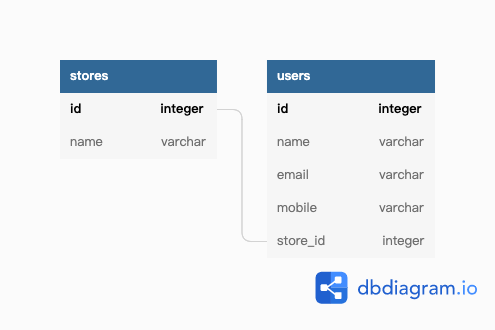 stores
id integer
name varchar
users
id integer
name varchar
email varchar
mobile varchar
store_id integer
dbdiagram.io